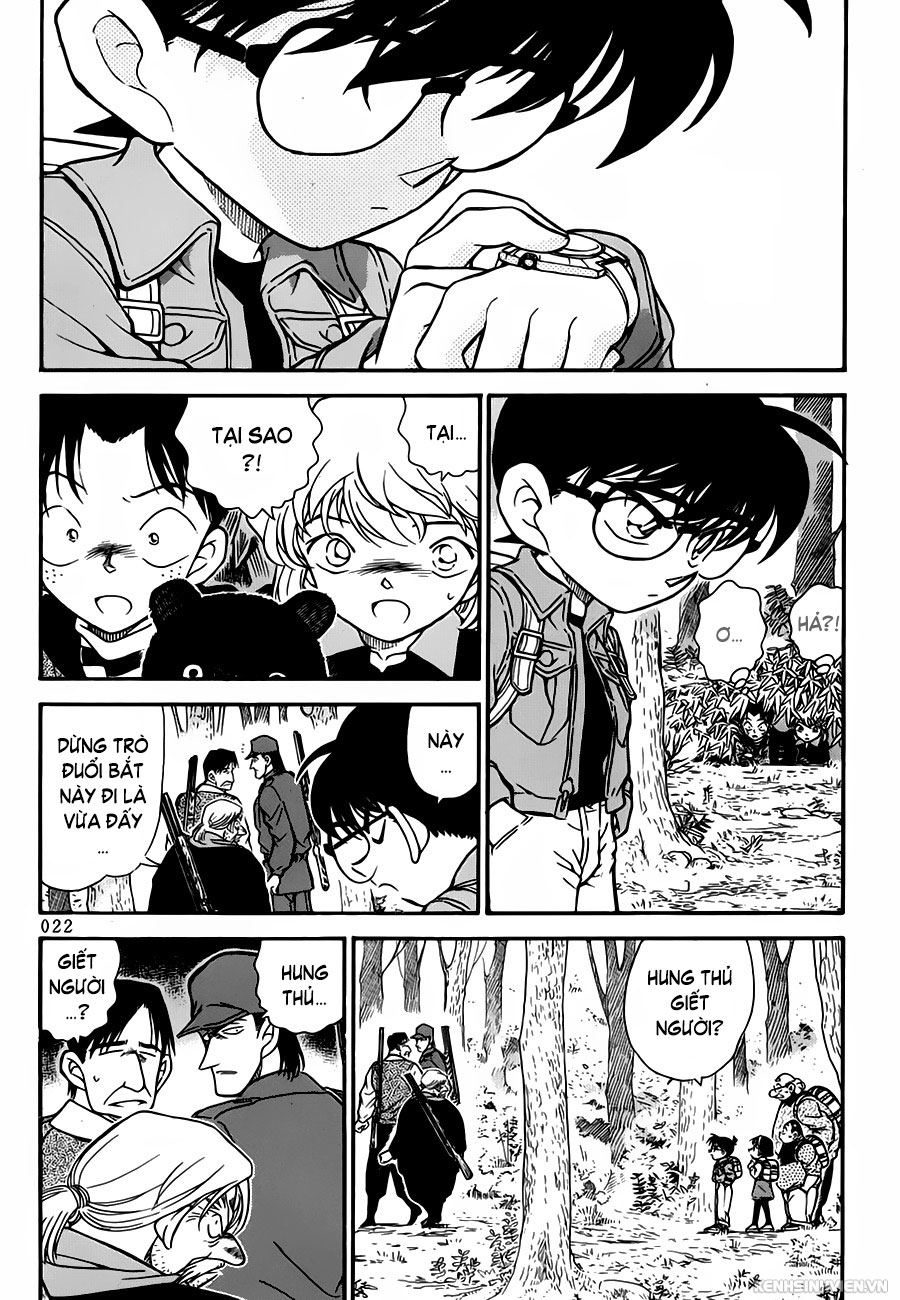 TẠI...
TẠI SAO
?!
HẢ?!
Ơ...
NÀY
...
DỪNG TRÒ
ĐUỔI BẮT
NÀY ĐI LÀ
VỪA ĐẤY
...
022
HUNG THỦ
GIẾT
NGƯỜI?
HUNG
THỦ...
GIẾT
NGƯỜI
...?
KENHSINHVIEN.VN